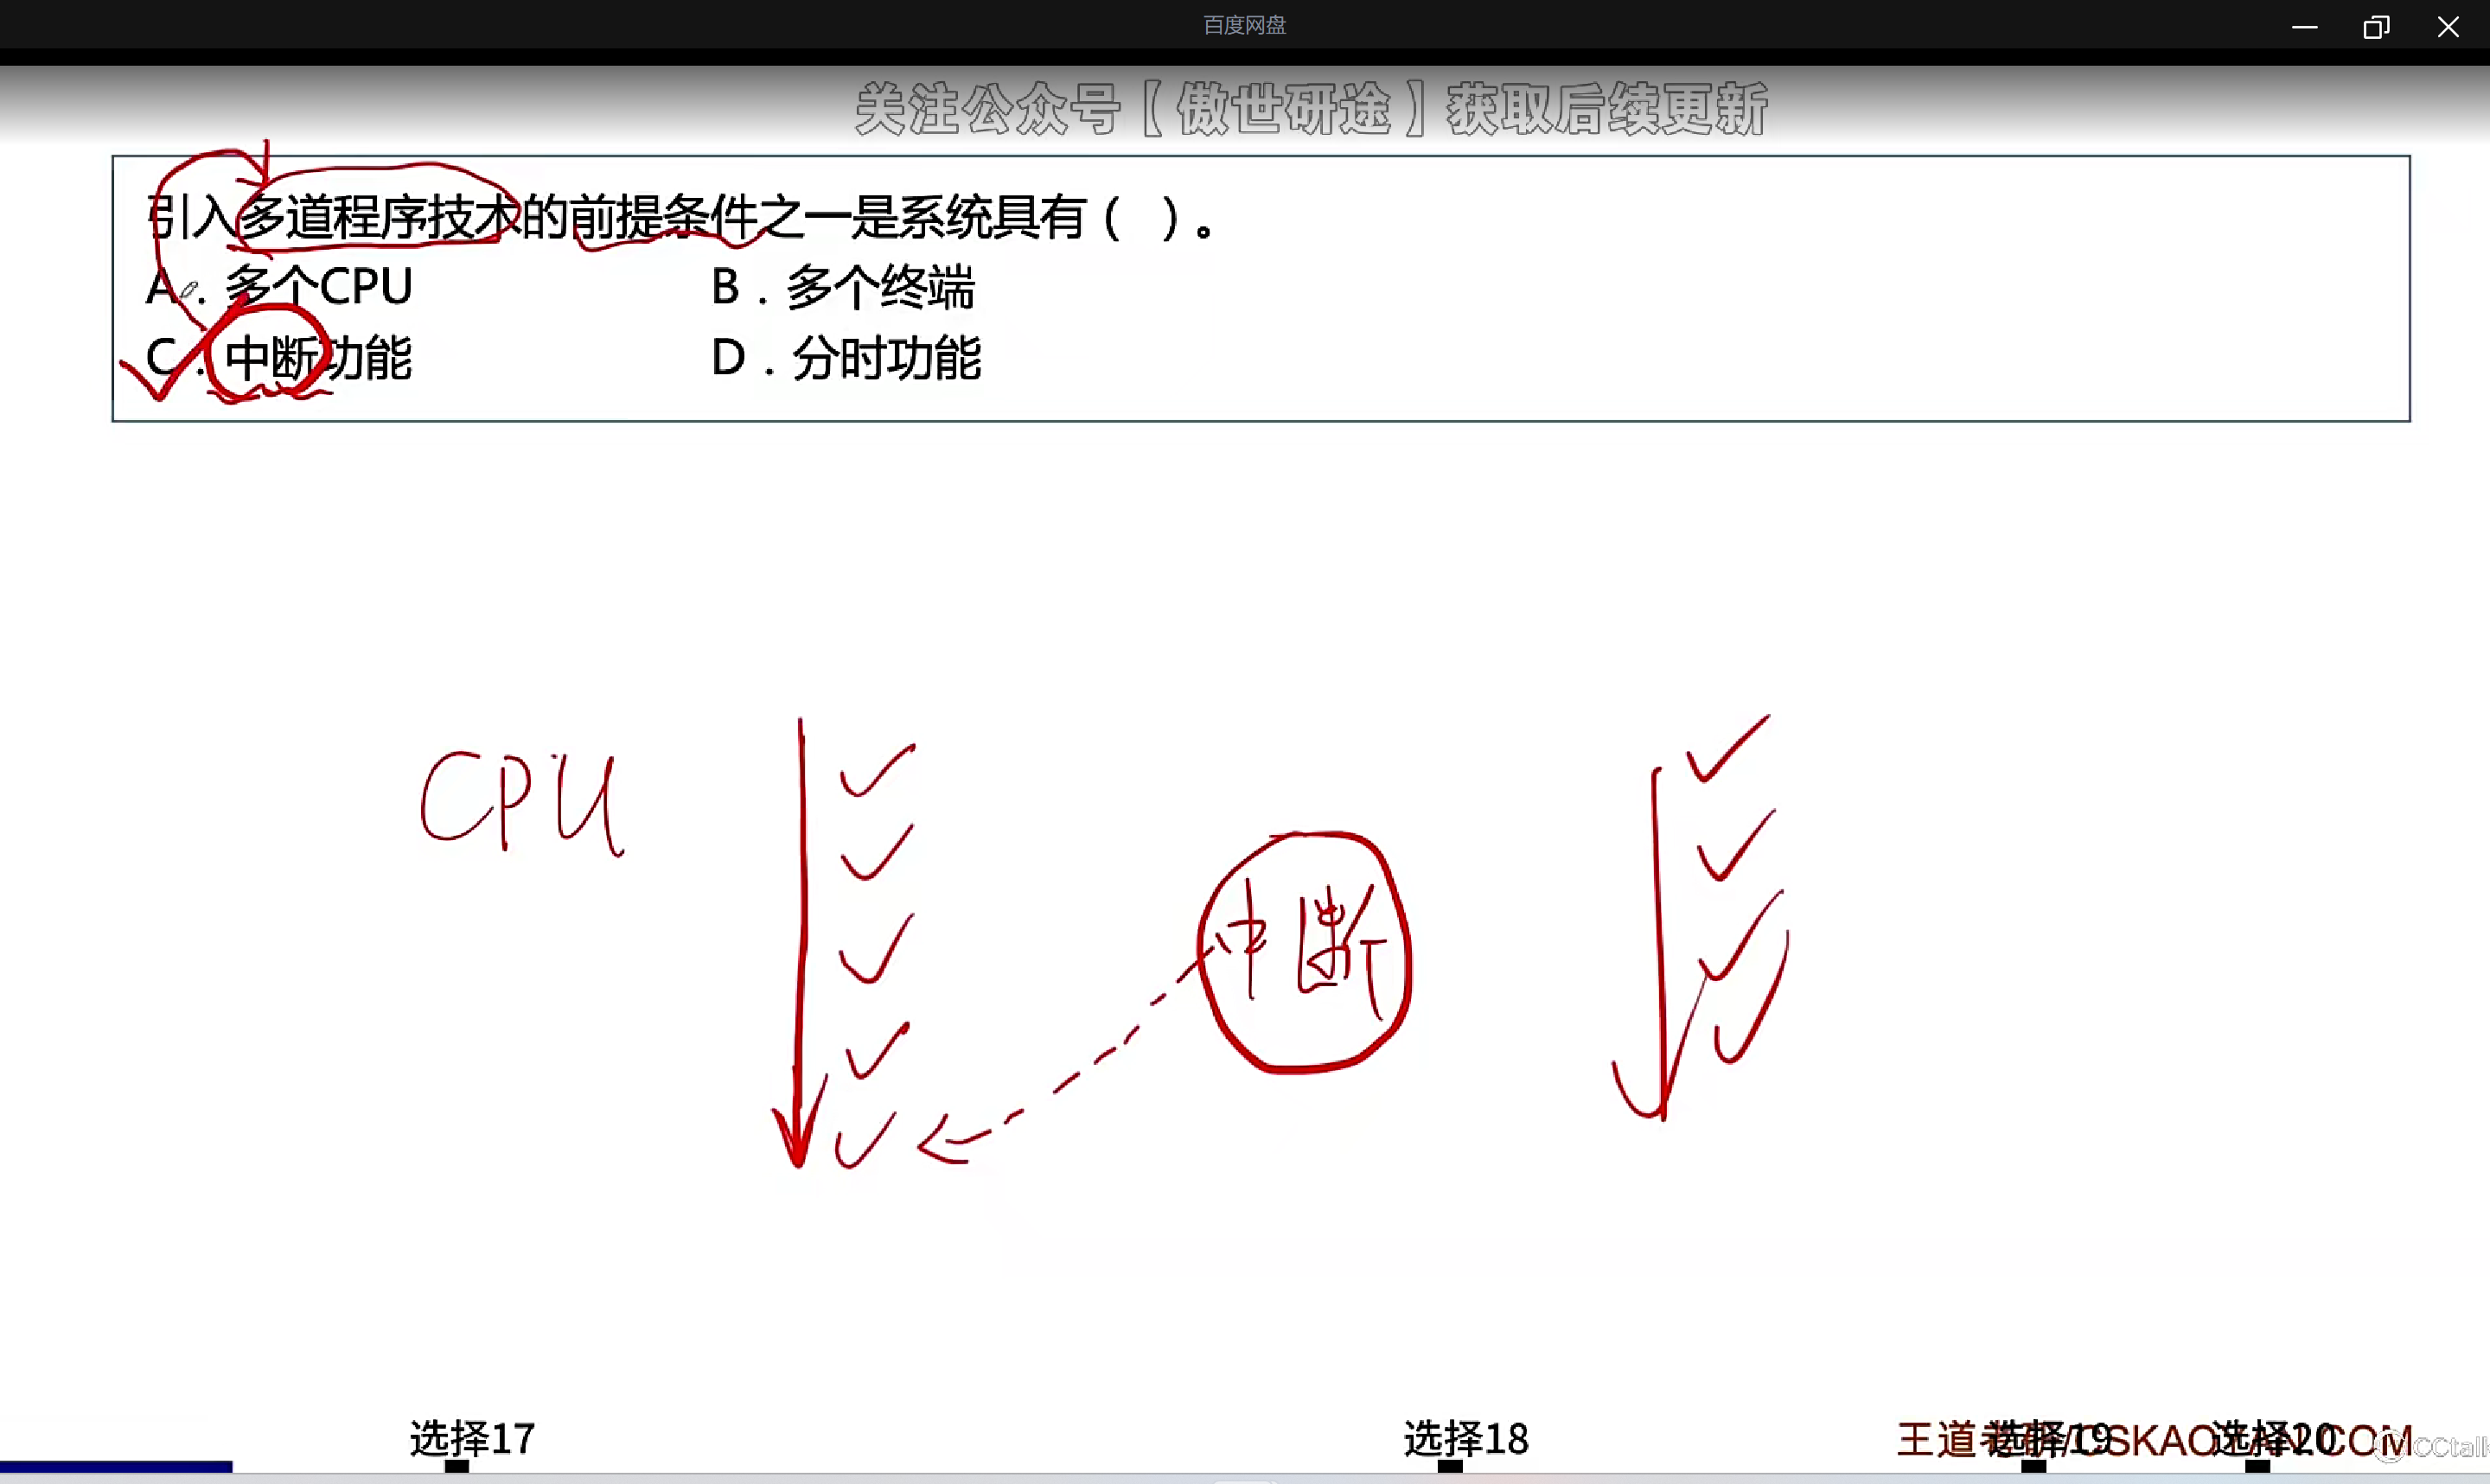 百度网盘
关注公众号【傲世研途】获取后续更新
引入多道程序技术的前提条件之一是系统具有( )。
A. 多个CPU
B. 多个终端
C. 中断功能
D. 分时功能
CPU
中断
选择17
选择18
选择19
选择20
王道考研/CSKAOYAN.COM
CCtalk